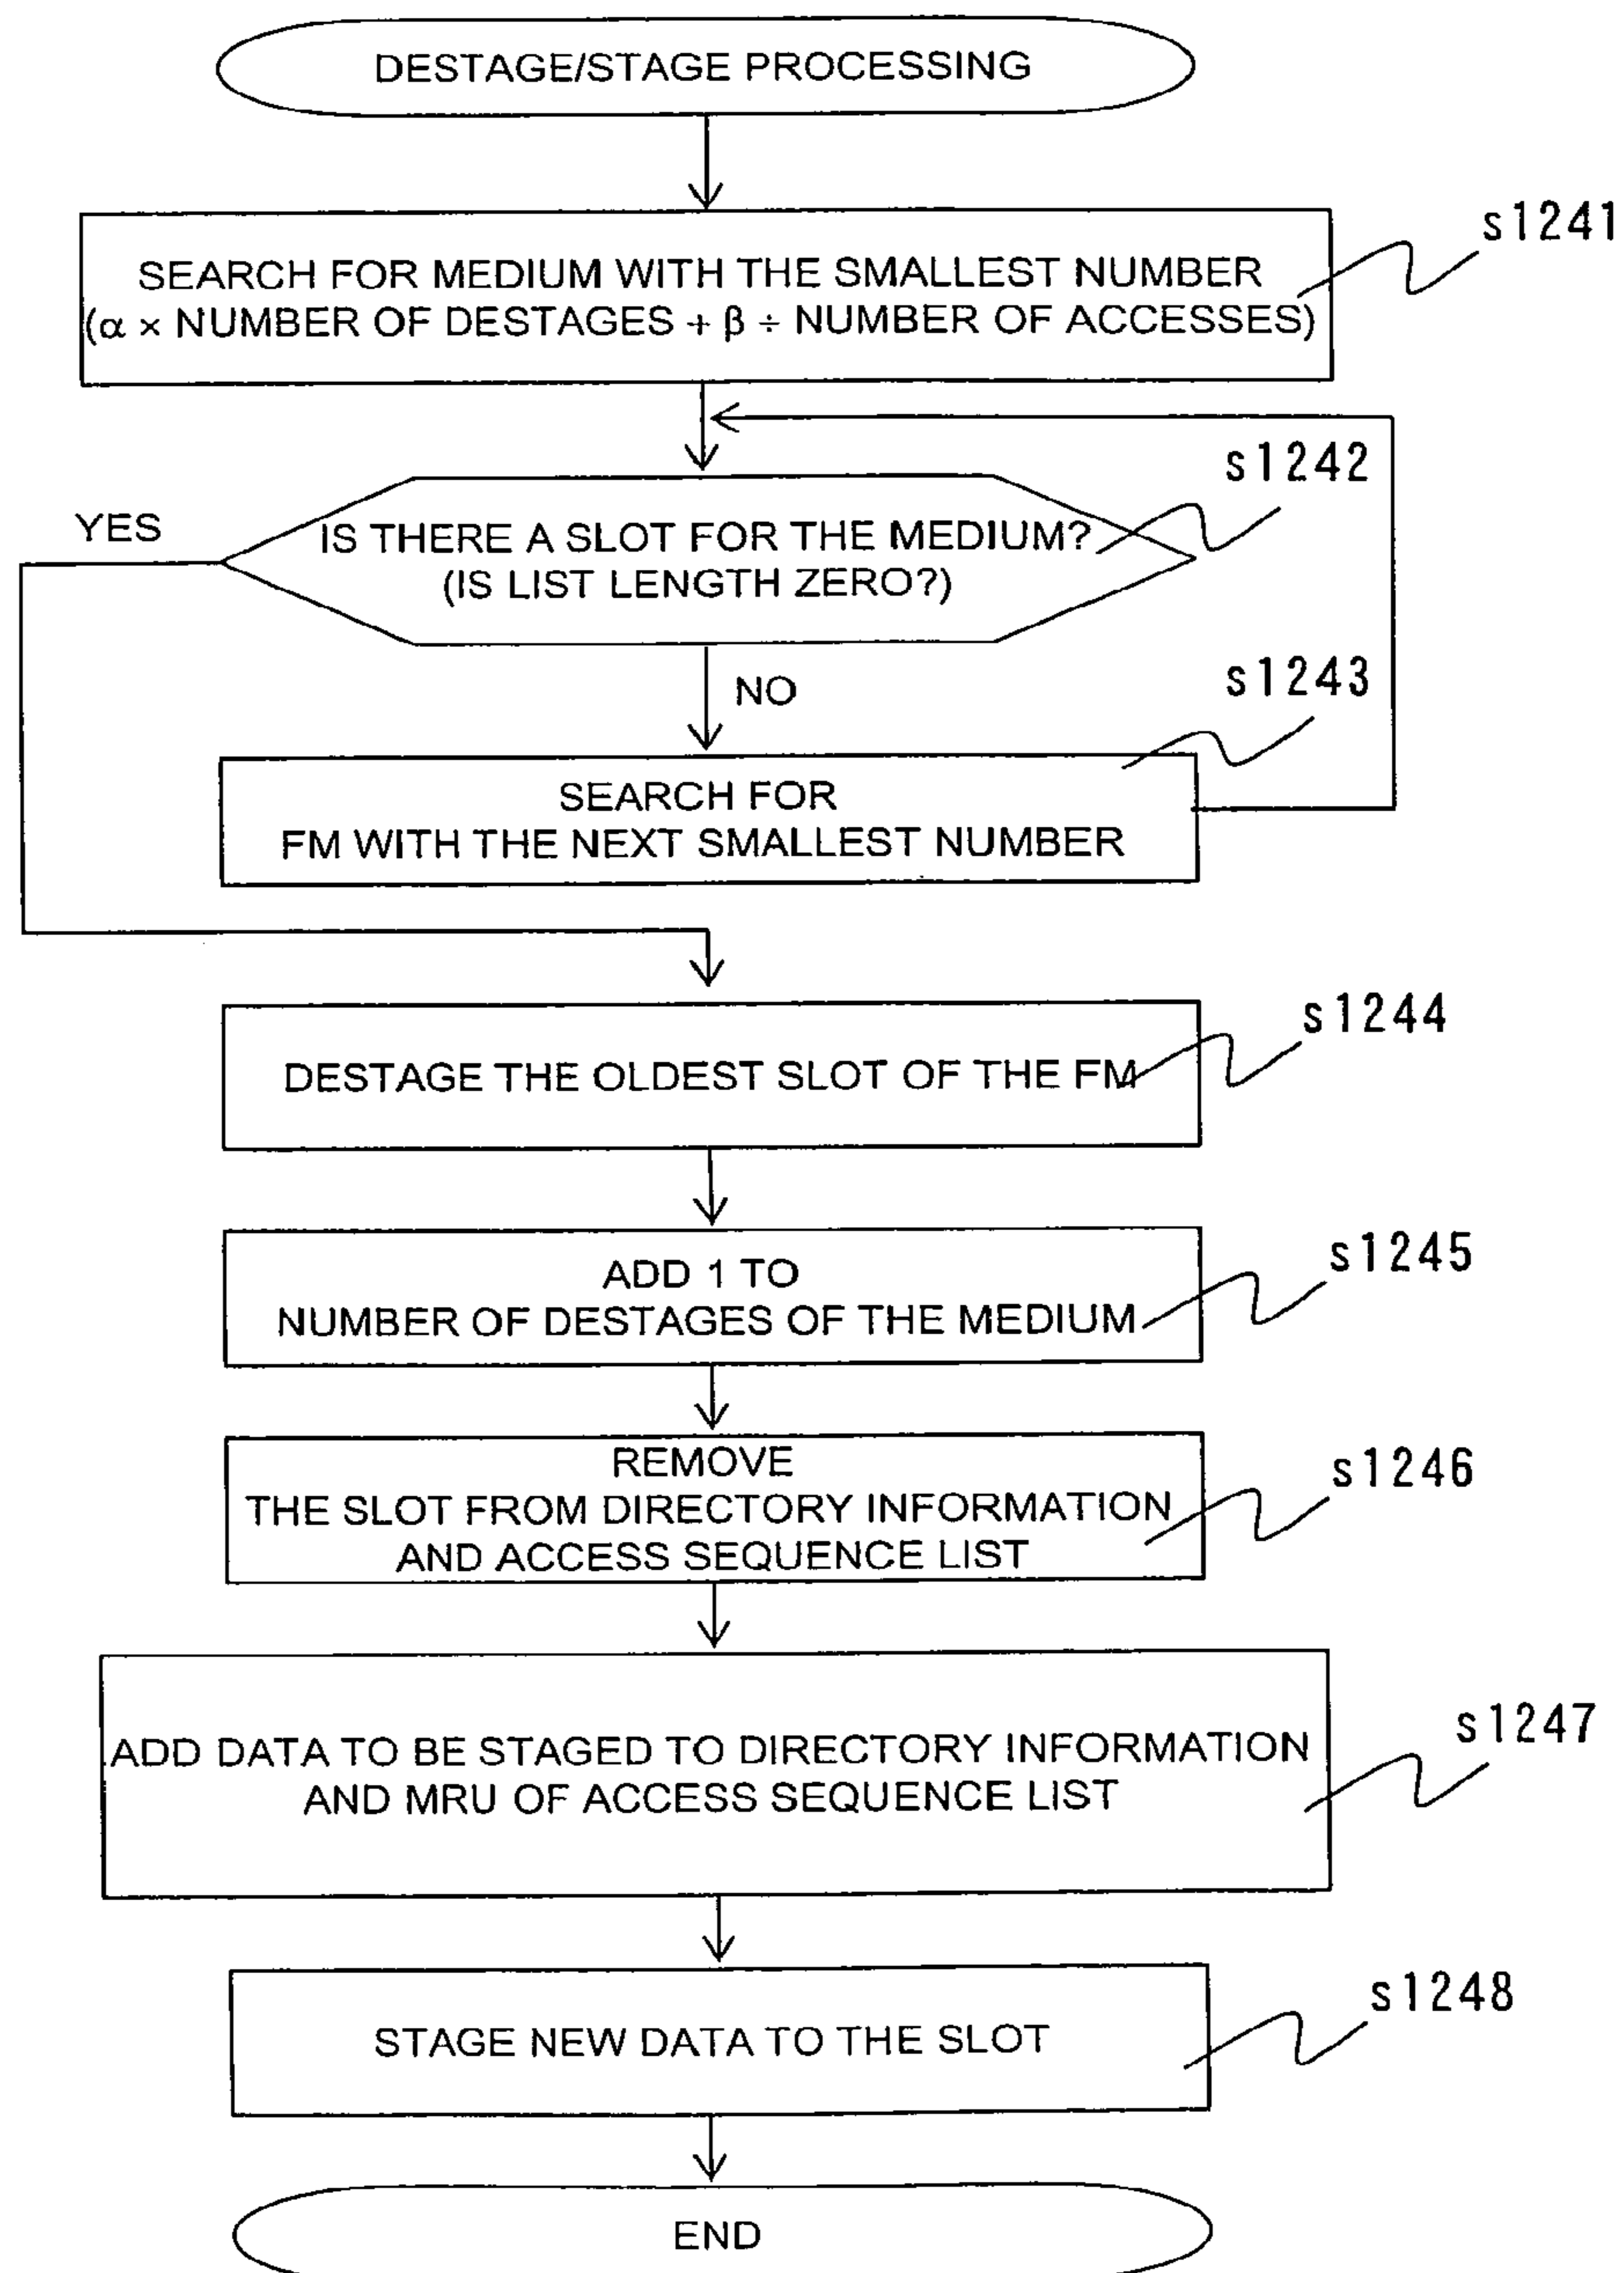 DESTAGE/STAGE PROCESSING
s1241
SEARCH FOR MEDIUM WITH THE SMALLEST NUMBER
(α × NUMBER OF DESTAGES + β ÷ NUMBER OF ACCESSES)
s1242
YES
IS THERE A SLOT FOR THE MEDIUM?
(IS LIST LENGTH ZERO?)
NO
s1243
SEARCH FOR
FM WITH THE NEXT SMALLEST NUMBER
s1244
DESTAGE THE OLDEST SLOT OF THE FM
s1245
ADD 1 TO
NUMBER OF DESTAGES OF THE MEDIUM
s1246
REMOVE
THE SLOT FROM DIRECTORY INFORMATION
AND ACCESS SEQUENCE LIST
s1247
ADD DATA TO BE STAGED TO DIRECTORY INFORMATION
AND MRU OF ACCESS SEQUENCE LIST
s1248
STAGE NEW DATA TO THE SLOT
END